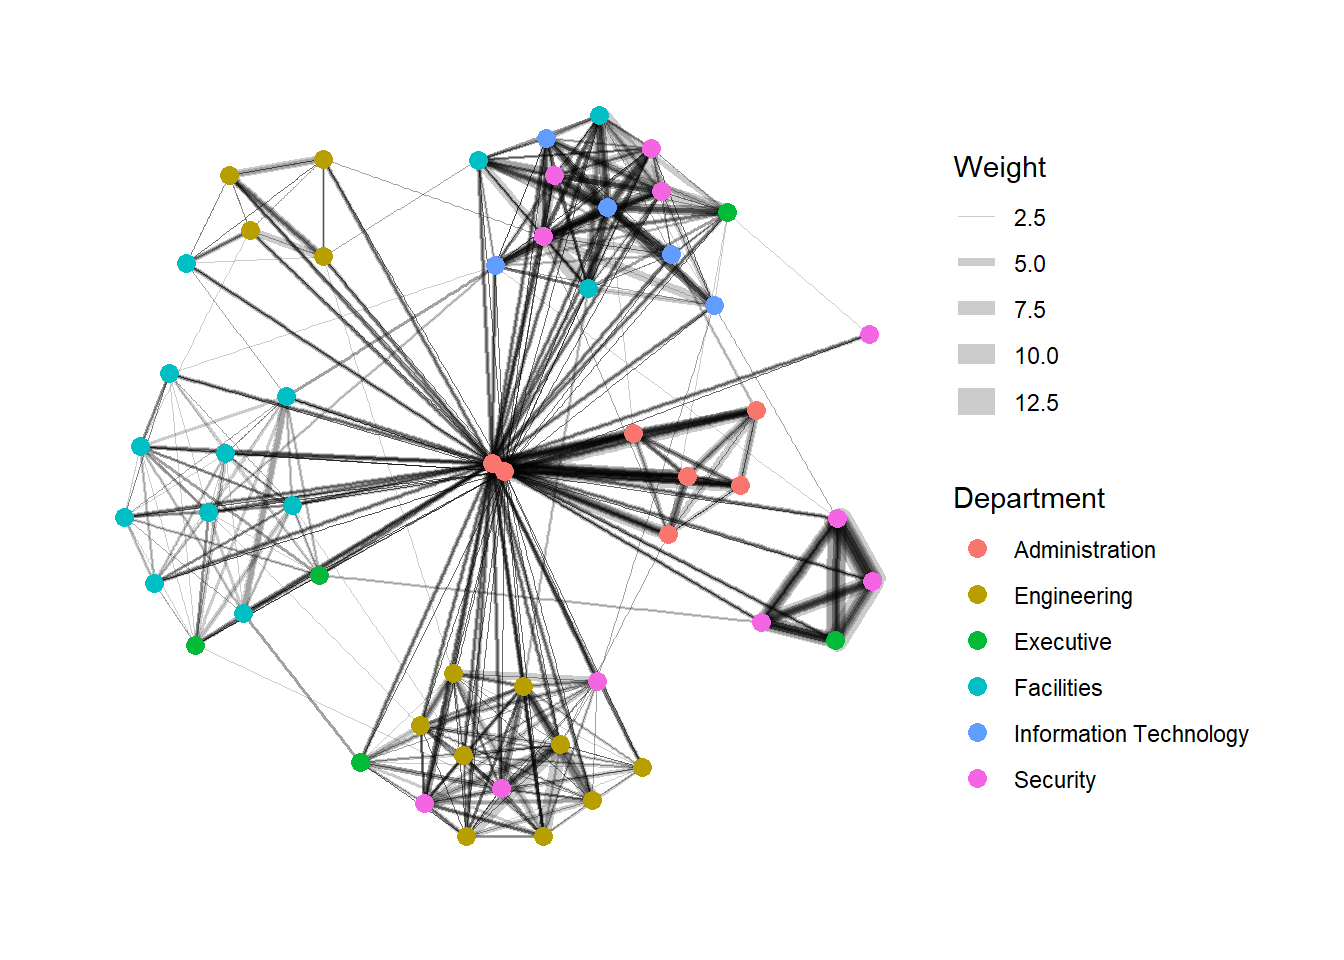 Weight
2.5
5.0
7.5
10.0
12.5
Department
Administration
Engineering
Executive
Facilities
Information Technology
Security